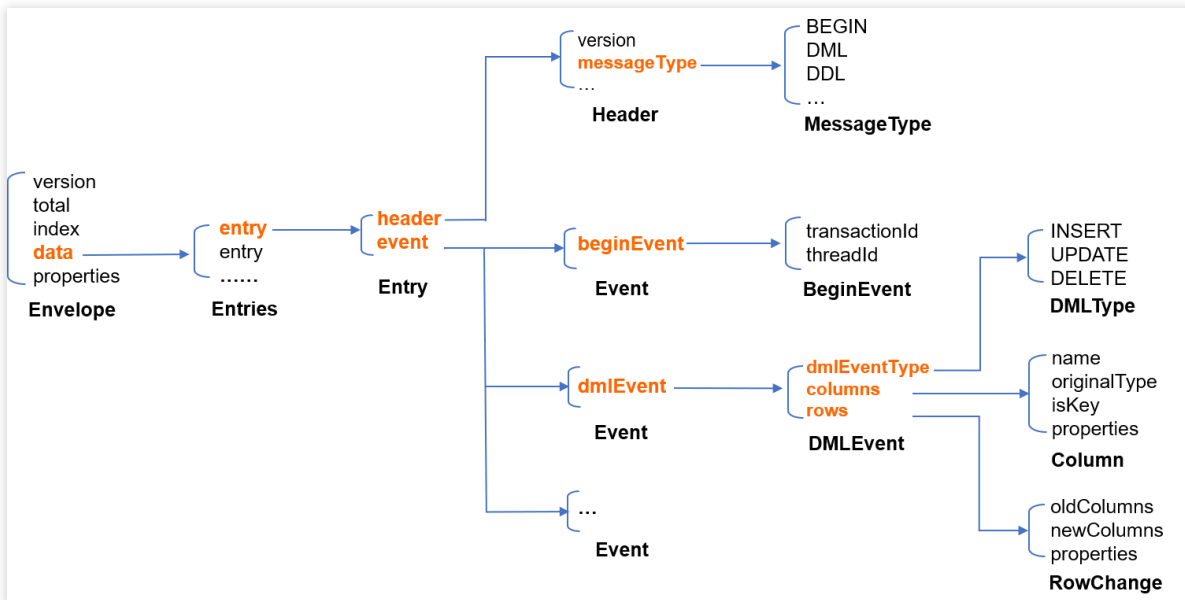 version
total
index
data
properties
Envelope
entry
entry
......
Entries
header
event
Entry
version
messageType
...
Header
BEGIN
DML
DDL
...
MessageType
beginEvent
Event
transactionId
threadId
BeginEvent
dmlEvent
Event
dmlEventType
columns
rows
DMLEvent
INSERT
UPDATE
DELETE
DMLType
name
originalType
isKey
properties
Column
oldColumns
newColumns
properties
RowChange
...
Event